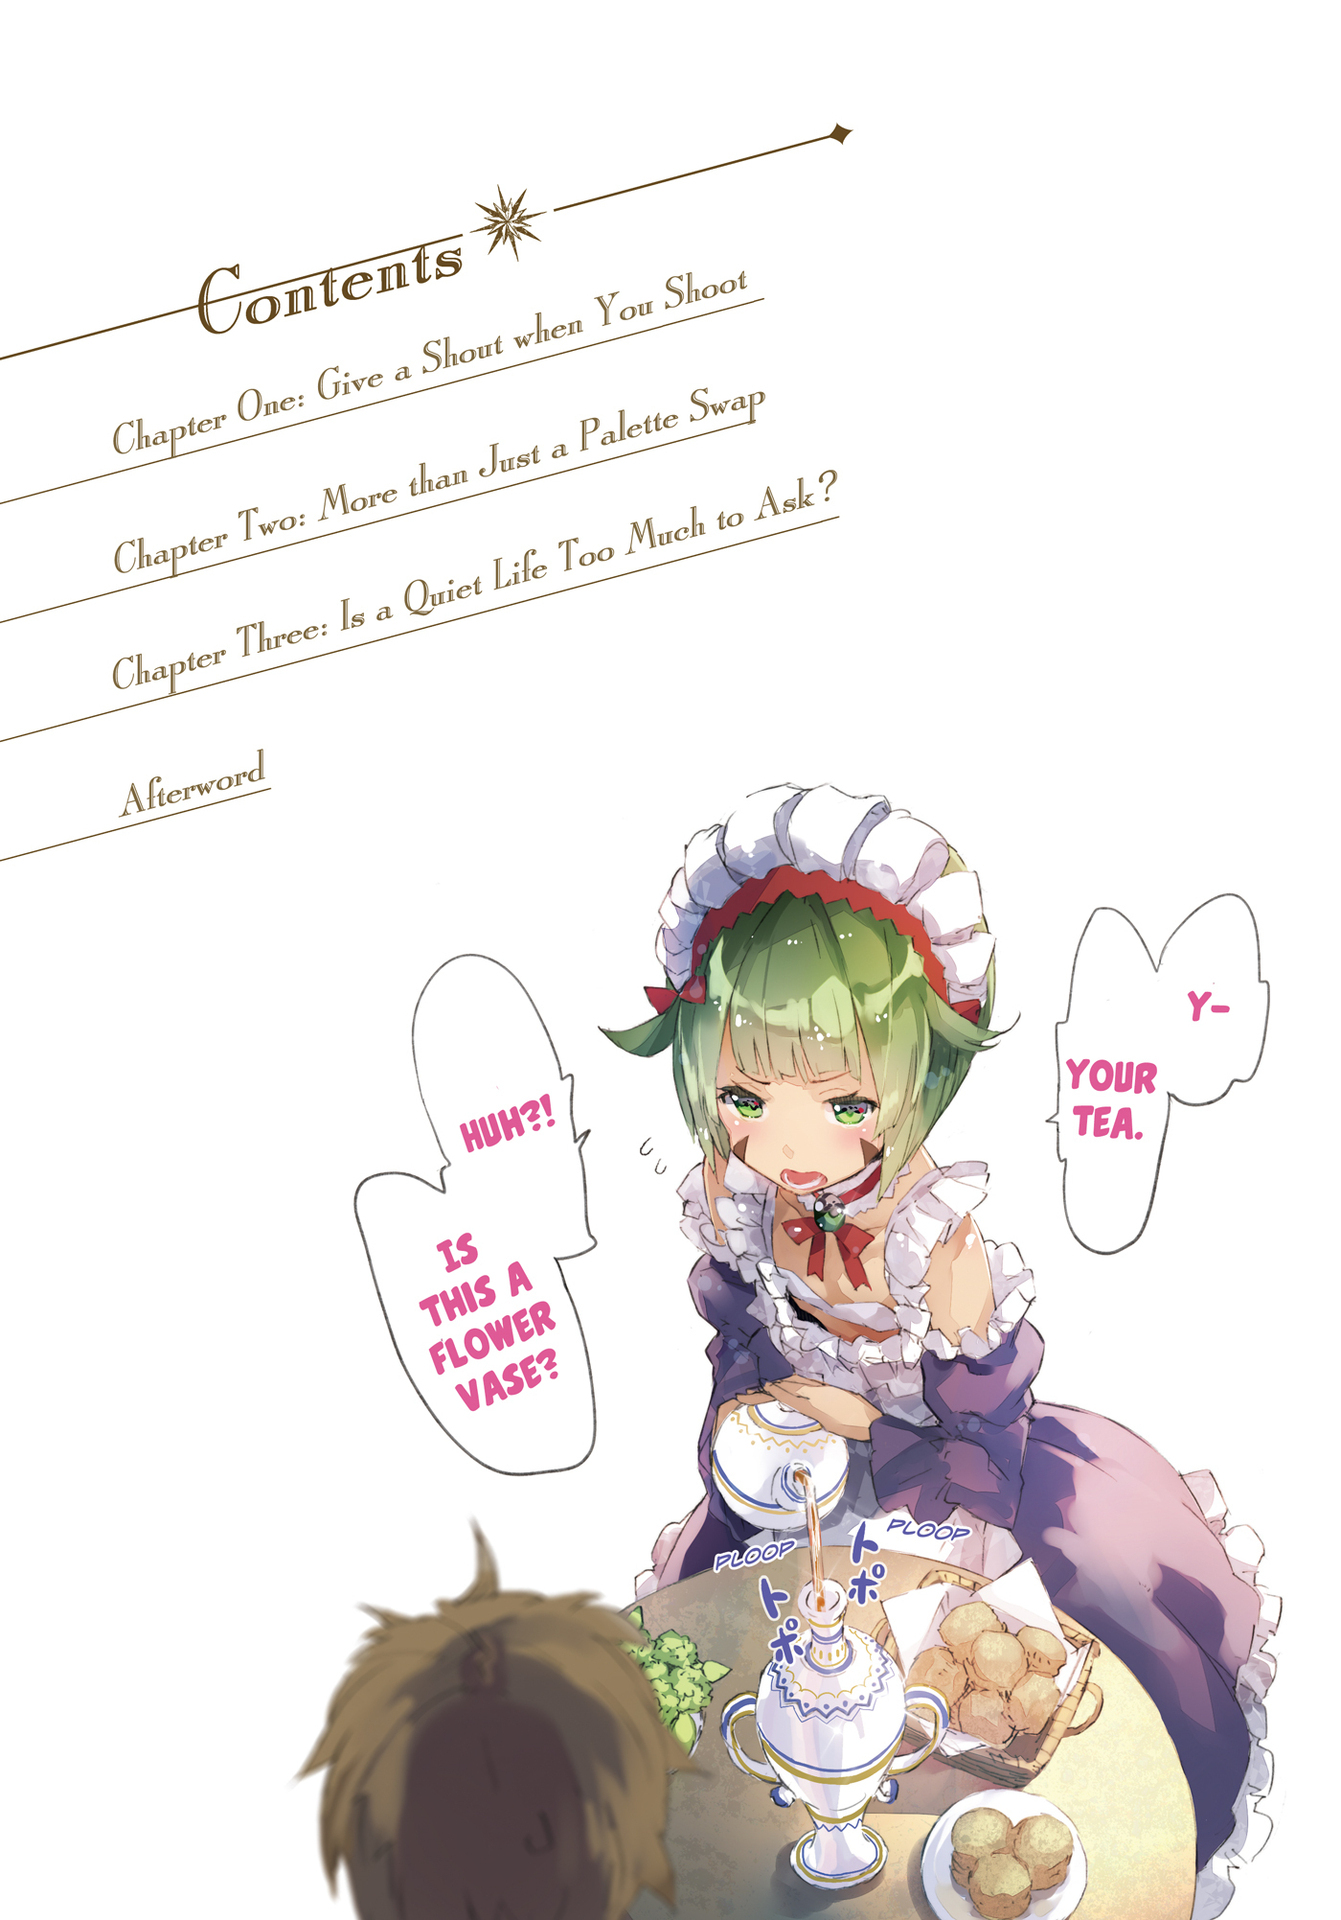 Contents
Chapter One: Give a Shout when You Shoot
Chapter Two: More than Just a Palette Swap
Chapter Three: Is a Quiet Life Too Much to Ask?
Afterword
Y-
YOUR
TEA.
HUH?!
IS
THIS A
FLOWER
VASE?
PLOOP
トポ
PLOOP
トポ